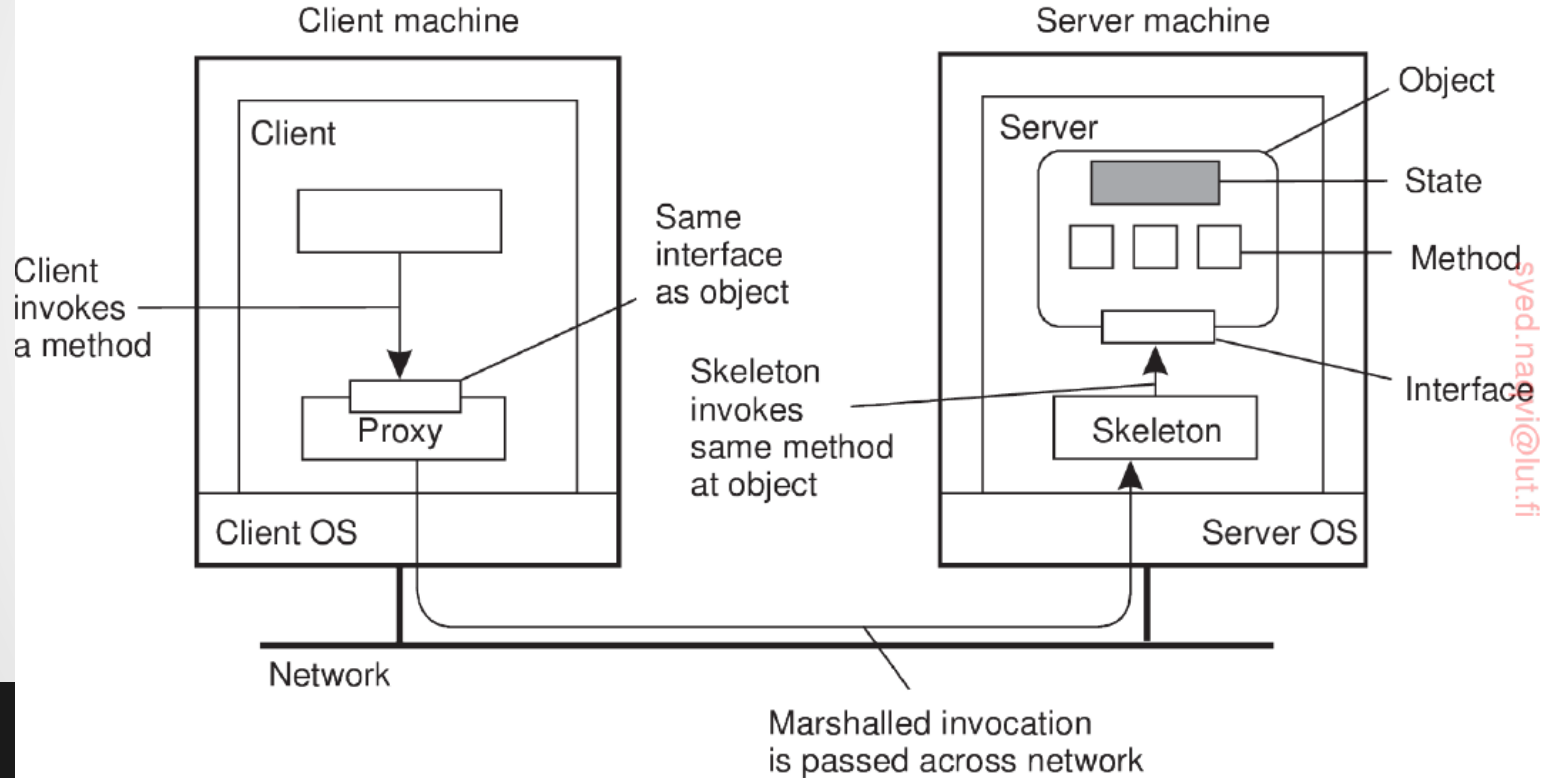 Client machine
Server machine
Client
Server
Object
State
Method
Interface
Same
interface
as object
Client
invokes
a method
Proxy
Skeleton
invokes
same method
at object
Skeleton
Client OS
Server OS
Network
Marshalled invocation
is passed across network
syed.naqvi@lut.fi